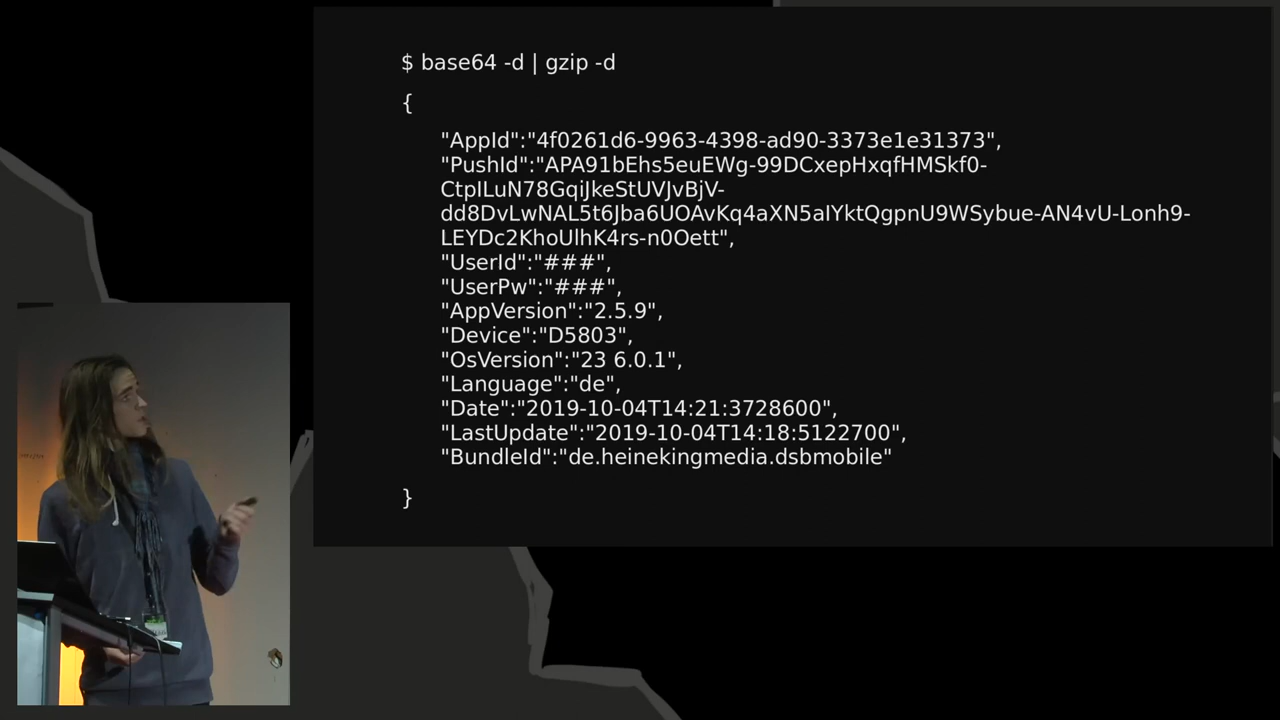 $ base64 -d | gzip -d
{
"AppId":"4f0261d6-9963-4398-ad90-3373e1e31373",
"PushId":"APA91bEhs5euEWg-99DCxepHxqfHMSkf0-
CtpILuN78GqiJkeStUVJvBjV-
dd8DvLwNAL5t6Jba6UOAvKq4aXN5aIYktQgpnU9WSybue-AN4vU-Lonh9-
LEYDc2KhoUlhK4rs-n0Oett",
"UserId":"###",
"UserPw":"###",
"AppVersion":"2.5.9",
"Device":"D5803",
"OsVersion":"23 6.0.1",
"Language":"de",
"Date":"2019-10-04T14:21:3728600",
"LastUpdate":"2019-10-04T14:18:5122700",
"BundleId":"de.heinekingmedia.dsbmobile"
}